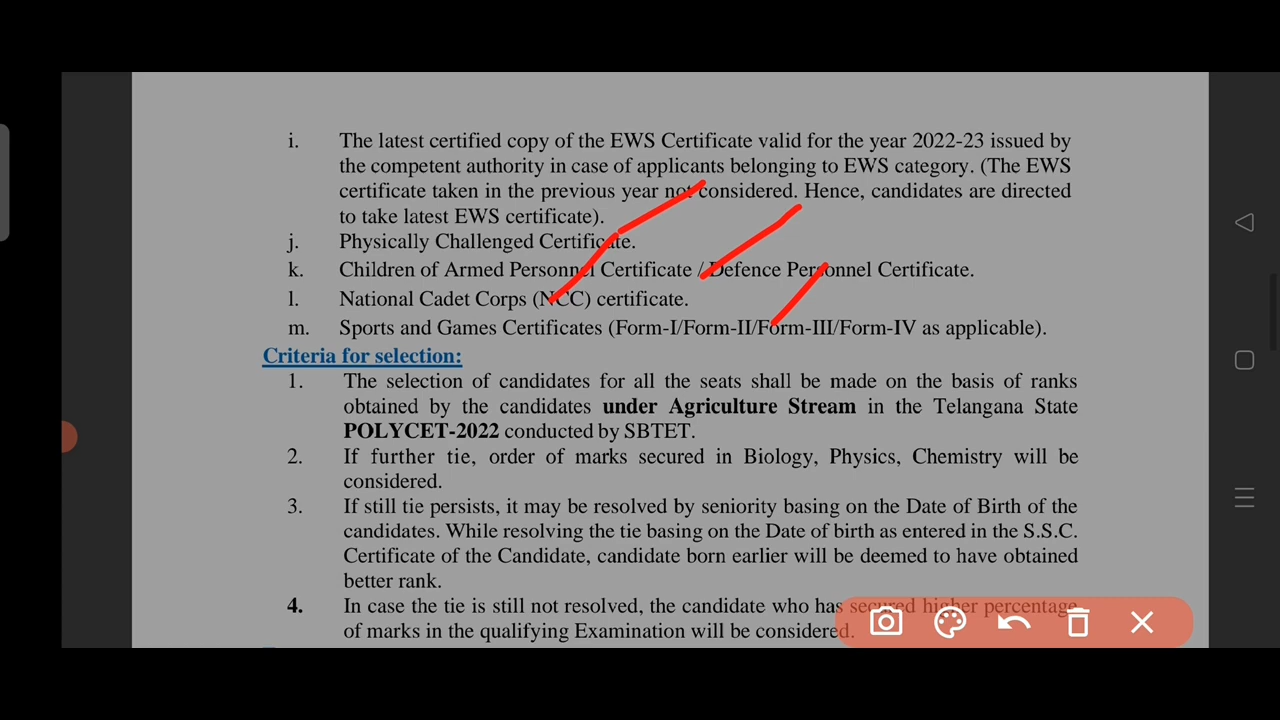 i. The latest certified copy of the EWS Certificate valid for the year 2022-23 issued by
the competent authority in case of applicants belonging to EWS category. (The EWS
certificate taken in the previous year not considered. Hence, candidates are directed
to take latest EWS certificate).
j. Physically Challenged Certificate.
k. Children of Armed Personnel Certificate / Defence Personnel Certificate.
l. National Cadet Corps (NCC) certificate.
m. Sports and Games Certificates (Form-I/Form-II/Form-III/Form-IV as applicable).
Criteria for selection:
1. The selection of candidates for all the seats shall be made on the basis of ranks
obtained by the candidates under Agriculture Stream in the Telangana State
POLYCET-2022 conducted by SBTET.
2. If further tie, order of marks secured in Biology, Physics, Chemistry will be
considered.
3. If still tie persists, it may be resolved by seniority basing on the Date of Birth of the
candidates. While resolving the tie basing on the Date of birth as entered in the S.S.C.
Certificate of the Candidate, candidate born earlier will be deemed to have obtained
better rank.
4. In case the tie is still not resolved, the candidate who has secured higher percentage
of marks in the qualifying Examination will be considered.